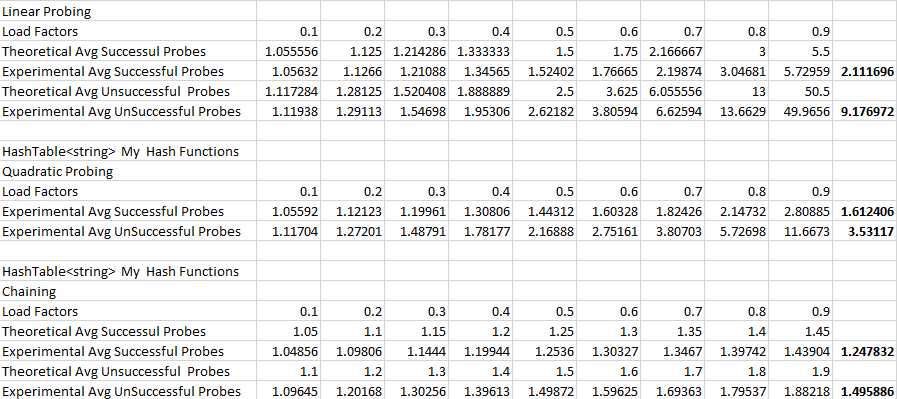 Linear Probing
Load Factors 0.1 0.2 0.3 0.4 0.5 0.6 0.7 0.8 0.9
Theoretical Avg Successul Probes 1.055556 1.125 1.214286 1.333333 1.5 1.75 2.166667 3 5.5
Experimental Avg Successful Probes 1.05632 1.1266 1.21088 1.34565 1.52402 1.76665 2.19874 3.04681 5.72959 2.111696
Theoretical Avg Unsuccessful Probes 1.117284 1.28125 1.520408 1.888889 2.5 3.625 6.055556 13 50.5
Experimental Avg UnSuccessful Probes 1.11938 1.29113 1.54698 1.95306 2.62182 3.80594 6.62594 13.6629 49.9656 9.176972
HashTable<string> My Hash Functions
Quadratic Probing
Load Factors 0.1 0.2 0.3 0.4 0.5 0.6 0.7 0.8 0.9
Experimental Avg Successful Probes 1.05592 1.12123 1.19961 1.30806 1.44312 1.60328 1.82426 2.14732 2.80885 1.612406
Experimental Avg UnSuccessful Probes 1.11704 1.27201 1.48791 1.78177 2.16888 2.75161 3.80703 5.72698 11.6673 3.53117
HashTable<string> My Hash Functions
Chaining
Load Factors 0.1 0.2 0.3 0.4 0.5 0.6 0.7 0.8 0.9
Theoretical Avg Successul Probes 1.05 1.1 1.15 1.2 1.25 1.3 1.35 1.4 1.45
Experimental Avg Successful Probes 1.04856 1.09806 1.1444 1.19944 1.2536 1.30327 1.3467 1.39742 1.43904 1.247832
Theoretical Avg Unsuccessful Probes 1.1 1.2 1.3 1.4 1.5 1.6 1.7 1.8 1.9
Experimental Avg UnSuccessful Probes 1.09645 1.20168 1.30256 1.39613 1.49872 1.59625 1.69363 1.79537 1.88218 1.495886